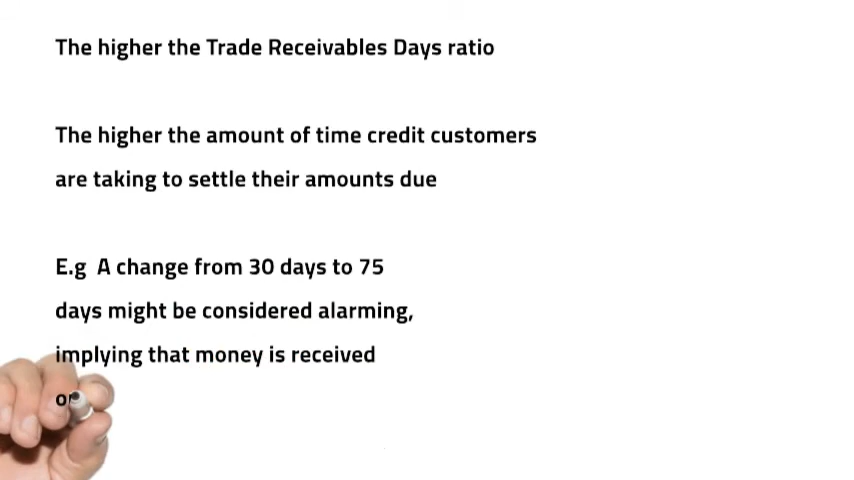 The higher the Trade Receivables Days ratio
The higher the amount of time credit customers
are taking to settle their amounts due
E.g A change from 30 days to 75
days might be considered alarming,
implying that money is received